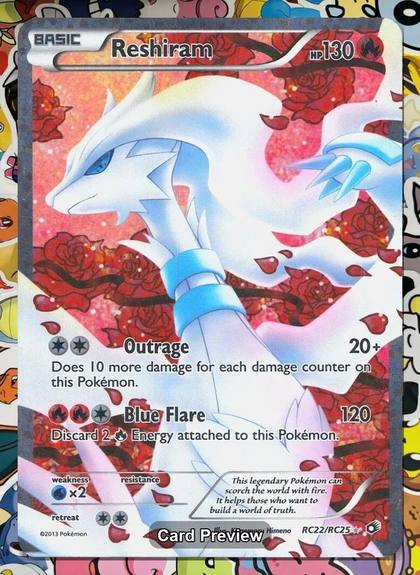 BASIC
Reshiram
HP130
Outrage 20+
Does 10 more damage for each damage counter on
this Pokémon.
Blue Flare 120
Discard 2 Energy attached to this Pokémon.
weakness resistance
×2
This legendary Pokémon can
scorch the world with fire.
It helps those who want to
build a world of truth.
retreat
©2013 Pokémon
Illus. Himeno
RC22/RC25
Card Preview